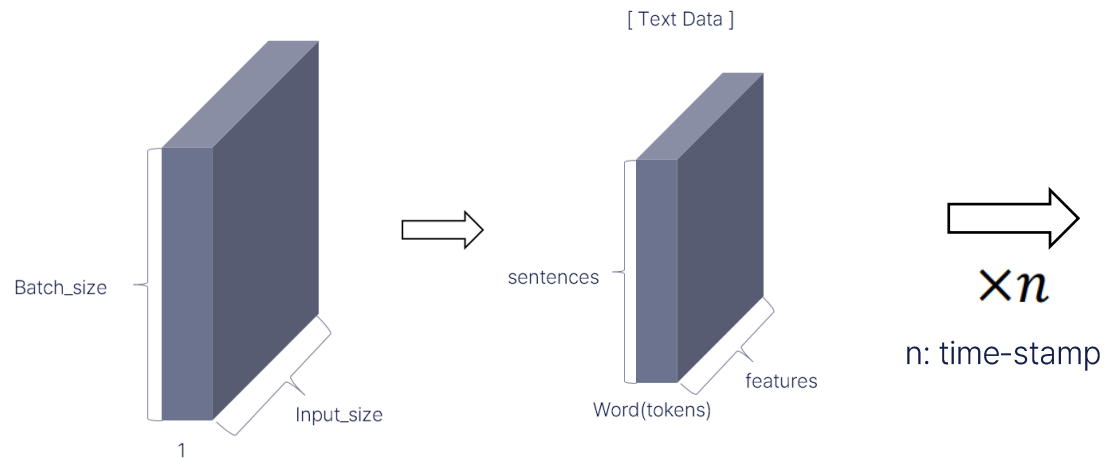 [ Text Data ]
Batch_size
Input_size
1
sentences
features
Word(tokens)
×n
n: time-stamp